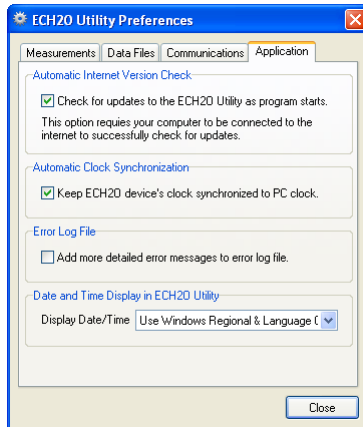 ECH2O Utility Preferences
Measurements Data Files Communications Application
Automatic Internet Version Check
Check for updates to the ECH2O Utility as program starts.
This option requies your computer to be connected to the
internet to successfully check for updates.
Automatic Clock Synchronization
Keep ECH2O device's clock synchronized to PC clock.
Error Log File
Add more detailed error messages to error log file.
Date and Time Display in ECH2O Utility
Display Date/Time Use Windows Regional & Language (
Close